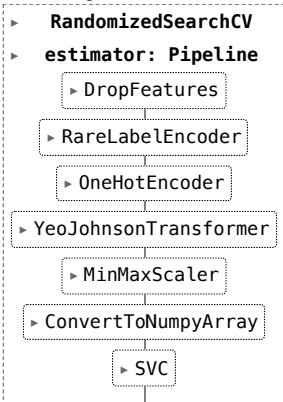 ▸ RandomizedSearchCV
▸ estimator: Pipeline
▸ DropFeatures
▸ RareLabelEncoder
▸ OneHotEncoder
▸ YeoJohnsonTransformer
▸ MinMaxScaler
▸ ConvertToNumpyArray
▸ SVC